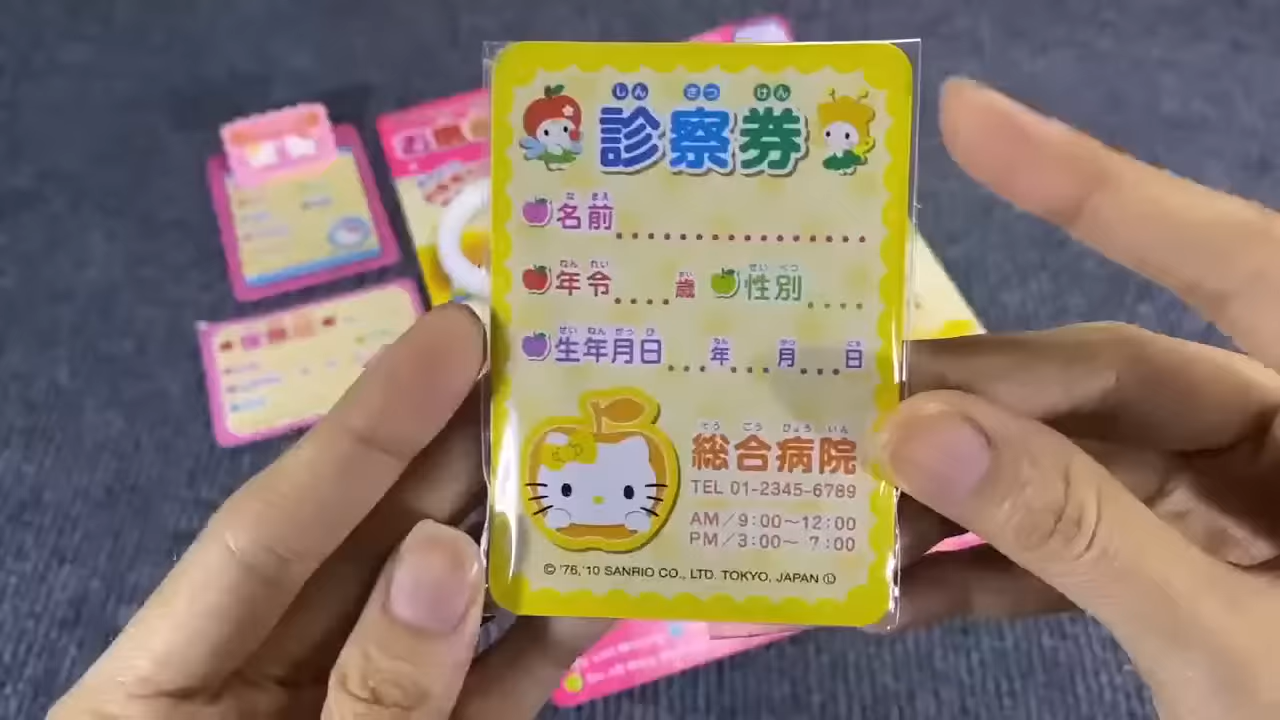 しん さつ けん
診察券
な まえ
名前
ねん れい さい せい べつ
年令 歳 性別
せい ねん がっ ぴ ねん がつ にち
生年月日 年 月 日
そう ごう びょう いん
総合病院
TEL 01-2345-6789
AM/9:00～12:00
PM/3:00～ 7:00
© '76,'10 SANRIO CO., LTD. TOKYO, JAPAN Ⓛ